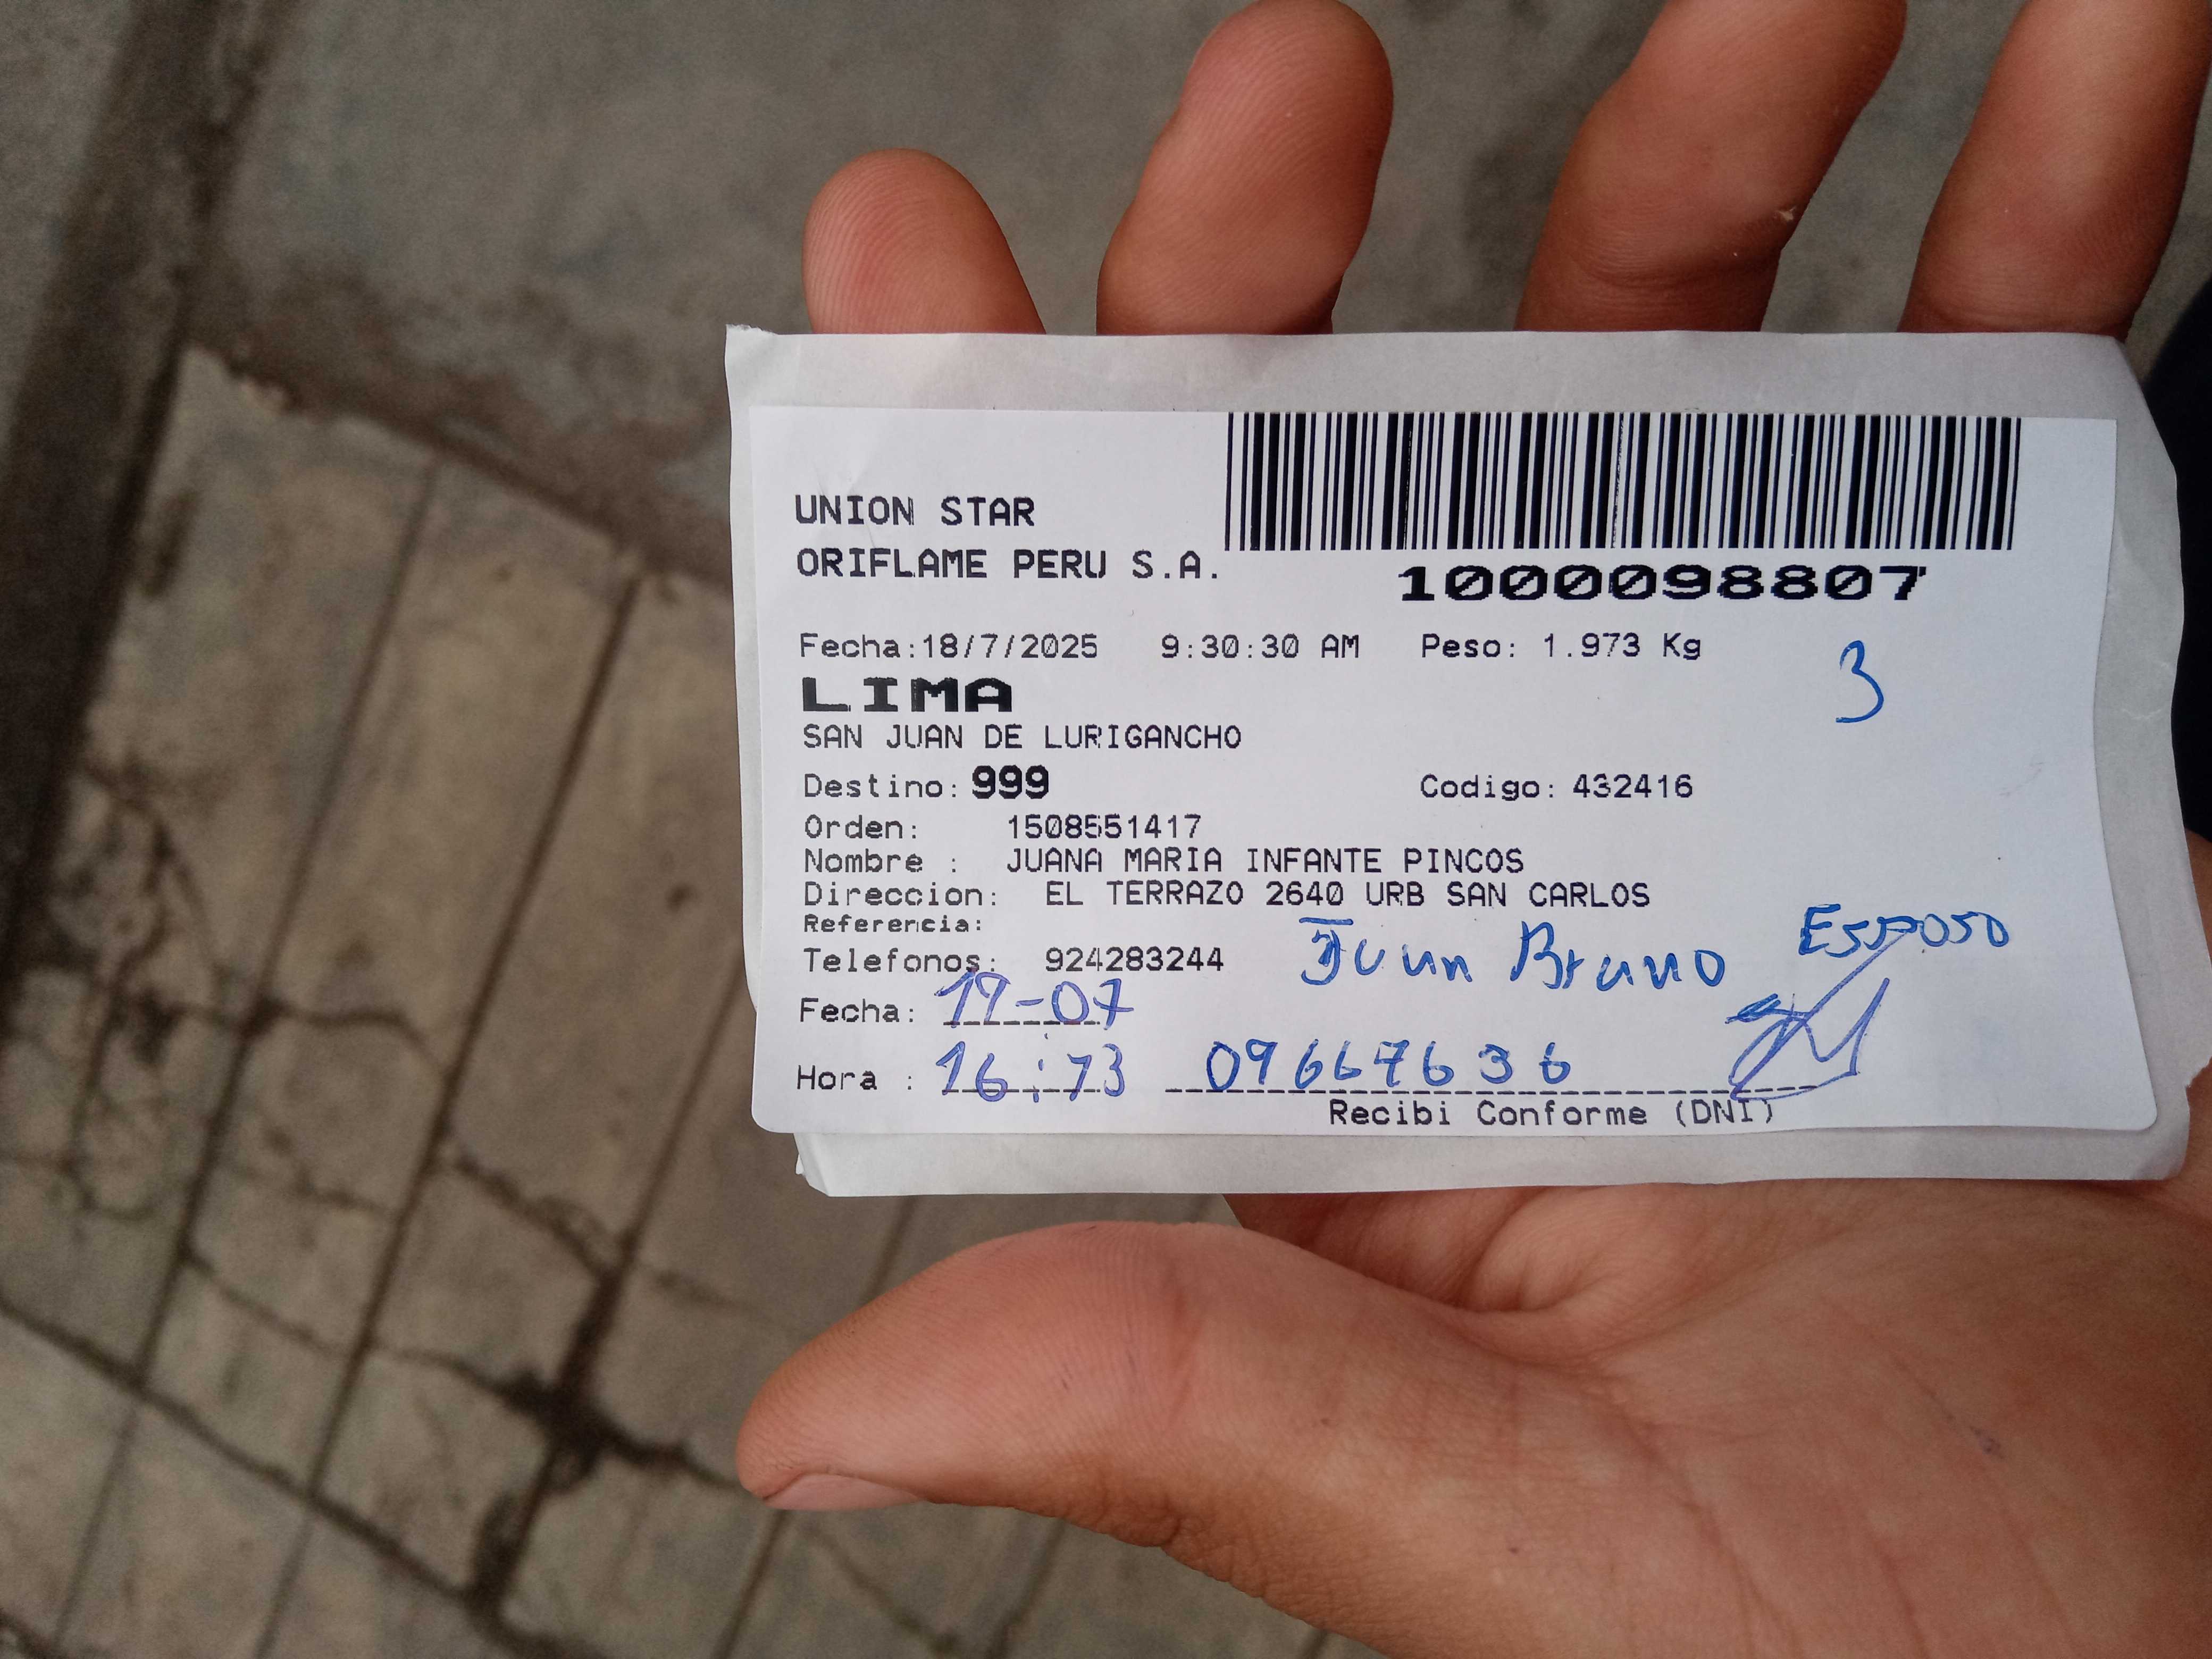 UNION STAR
ORIFLAME PERU S.A.
1000098807
Fecha:18/7/2025 9:30:30 AM Peso: 1.973 Kg
3
LIMA
SAN JUAN DE LURIGANCHO
Destino: 999 Codigo: 432416
Orden: 1508551417
Nombre : JUANA MARIA INFANTE PINCOS
Direccion: EL TERRAZO 2640 URB SAN CARLOS
Referencia:
Telefonos: 924283244 Juan Bruno Esposo
Fecha: 19-07
Hora : 16:13 09667636
Recibi Conforme (DNI)